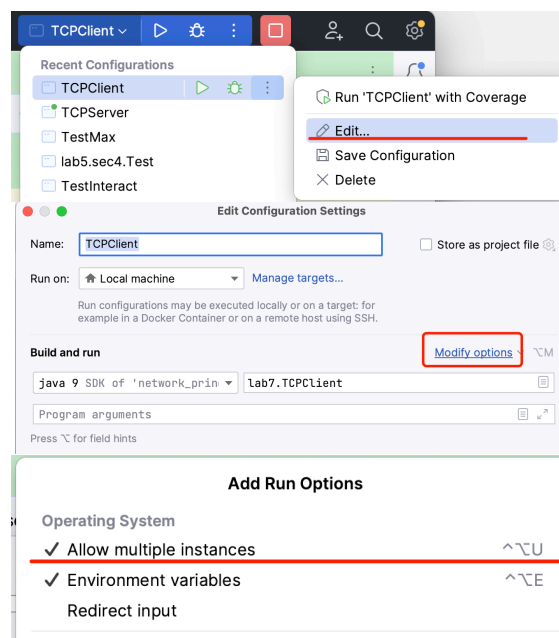 TCPClient
Recent Configurations
TCPClient
TCPServer
TestMax
lab5.sec4.Test
TestInteract
Run 'TCPClient' with Coverage
Edit...
Save Configuration
Delete
Edit Configuration Settings
Name: TCPClient Store as project file
Run on: Local machine Manage targets...
Run configurations may be executed locally or on a target: for
example in a Docker Container or on a remote host using SSH.
Build and run Modify options ⌥M
java 9 SDK of 'network_prin lab7.TCPClient
Program arguments
Press ⌥ for field hints
Add Run Options
Operating System
Allow multiple instances ^⌥U
Environment variables ^⌥E
Redirect input